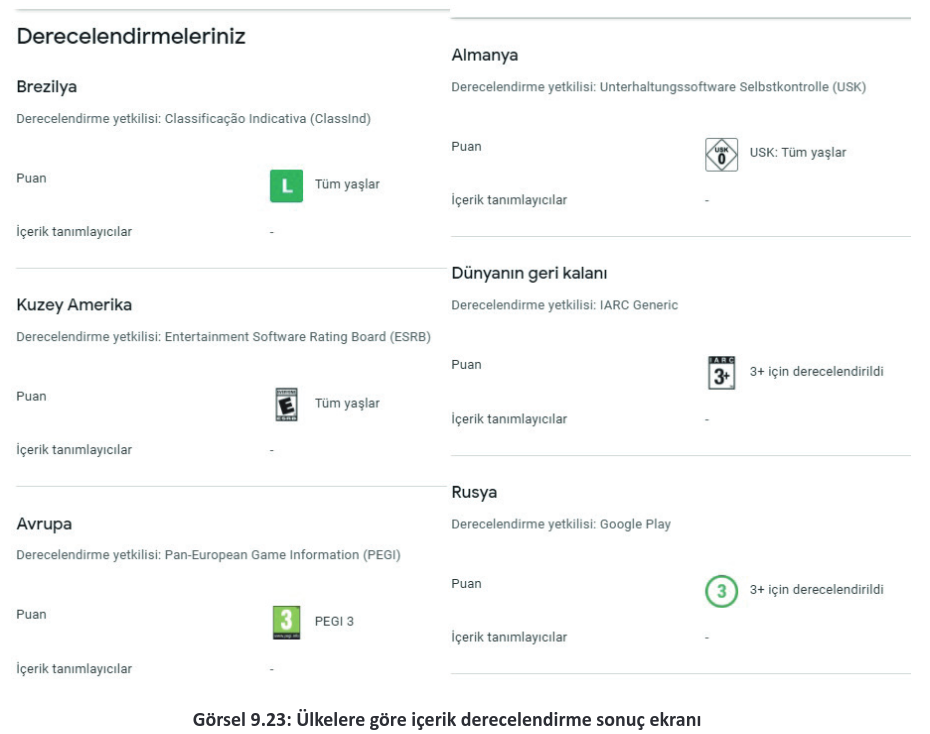 Derecelendirmeleriniz
Brezilya
Derecelendirme yetkilisi: Classificação Indicativa (ClassInd)
Puan
L
Tüm yaşlar
İçerik tanımlayıcılar
-
Kuzey Amerika
Derecelendirme yetkilisi: Entertainment Software Rating Board (ESRB)
Puan
E
ESRB
Tüm yaşlar
İçerik tanımlayıcılar
-
Avrupa
Derecelendirme yetkilisi: Pan-European Game Information (PEGI)
Puan
3
PEGI 3
İçerik tanımlayıcılar
-
Almanya
Derecelendirme yetkilisi: Unterhaltungssoftware Selbstkontrolle (USK)
Puan
USK
0
USK: Tüm yaşlar
İçerik tanımlayıcılar
-
Dünyanın geri kalanı
Derecelendirme yetkilisi: IARC Generic
Puan
IARC
3+
3+ için derecelendirildi
İçerik tanımlayıcılar
-
Rusya
Derecelendirme yetkilisi: Google Play
Puan
3
3+ için derecelendirildi
İçerik tanımlayıcılar
-
Görsel 9.23: Ülkelere göre içerik derecelendirme sonuç ekranı